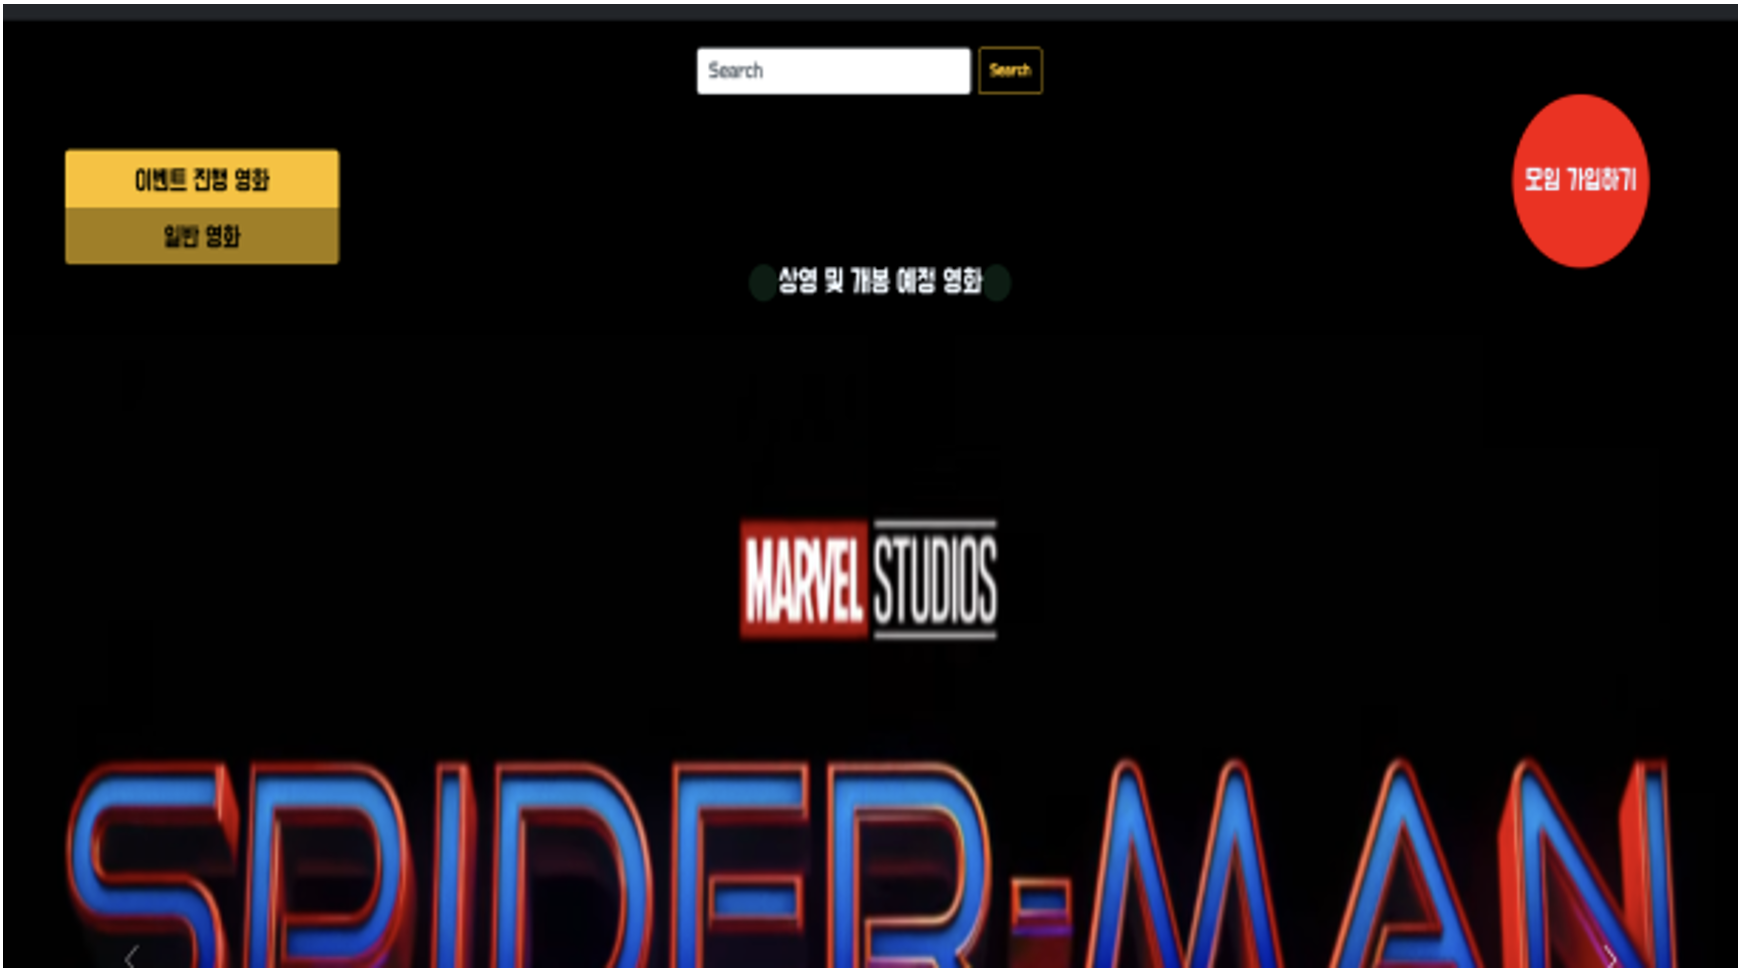 Search Search
이벤트 진행 영화
일반 영화
모임 가입하기
상영 및 개봉 예정 영화
MARVEL STUDIOS
SPIDER-MAN